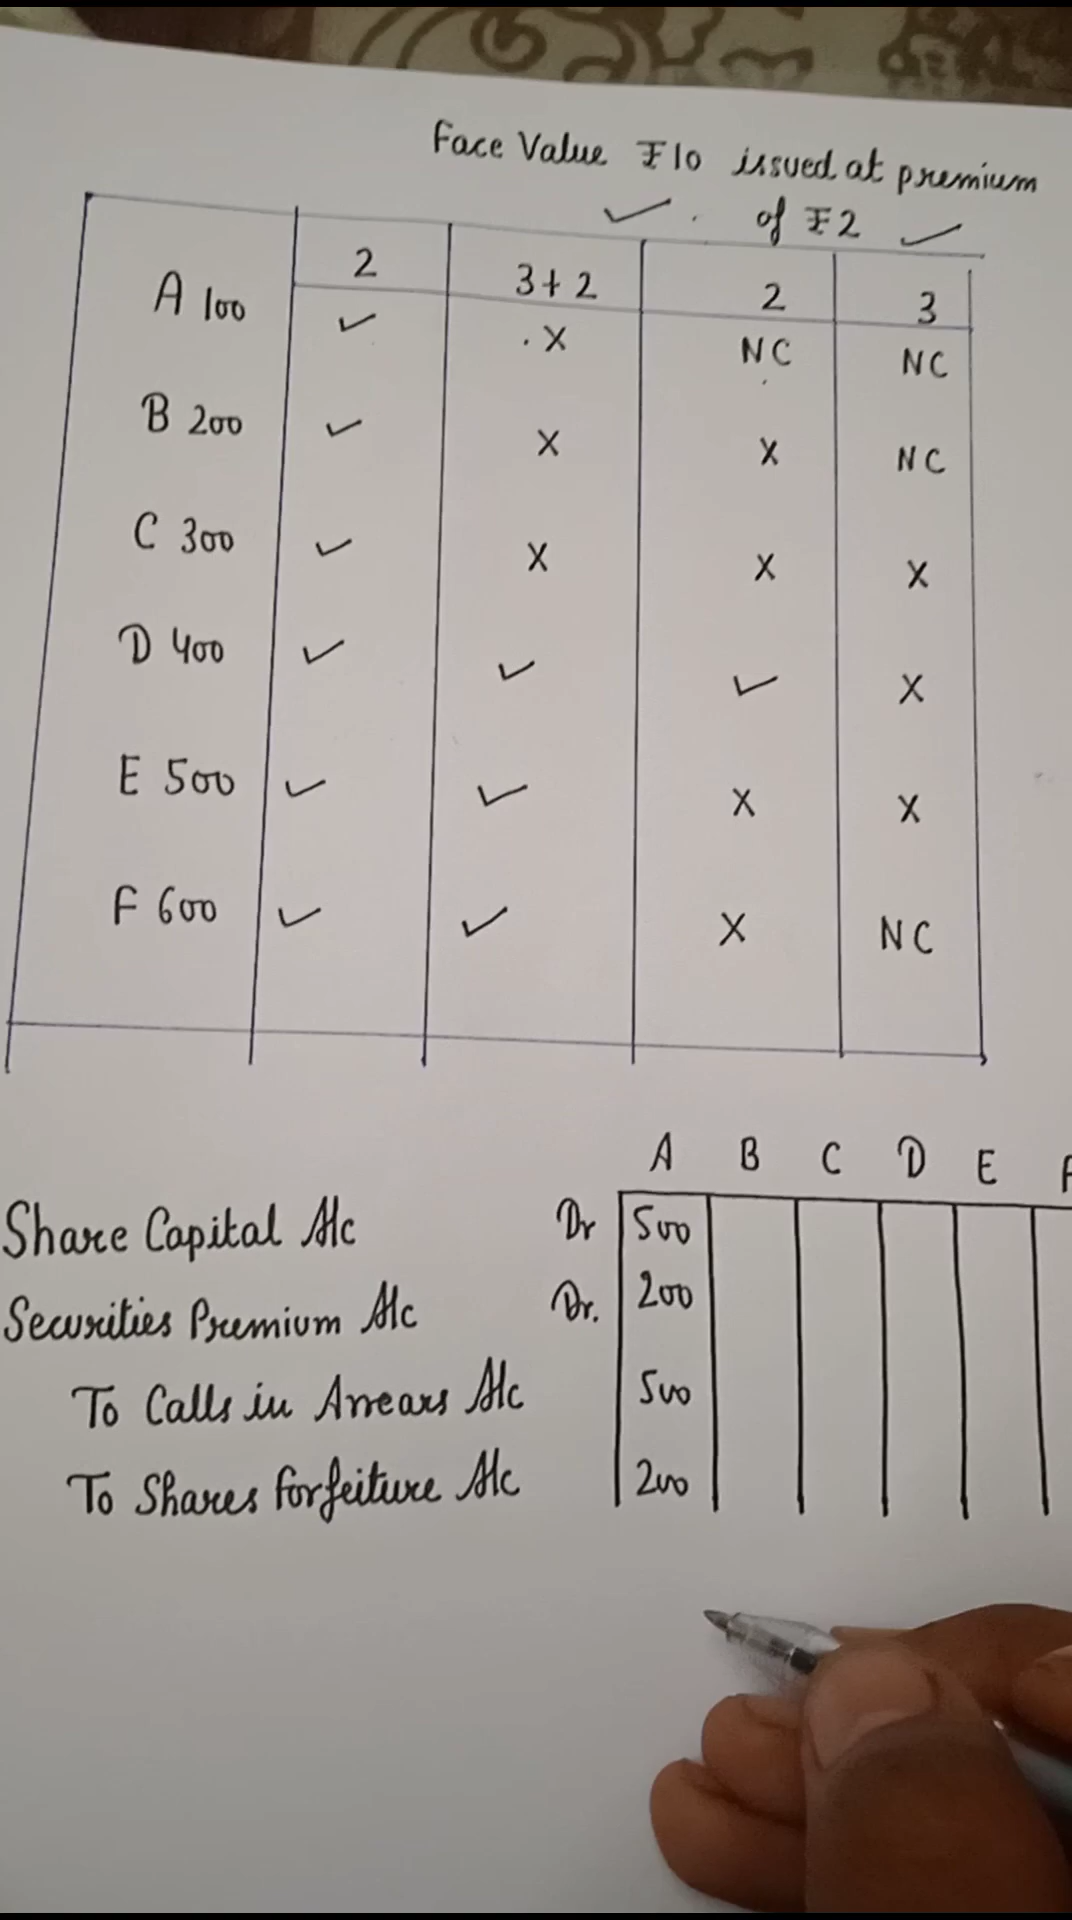 Face Value ₹10 issued at premium
of ₹2
2 3+2 2 3
A 100 ✓ X NC NC
B 200 ✓ X X NC
C 300 ✓ X X X
D 400 ✓ ✓ ✓ X
E 500 ✓ ✓ X X
F 600 ✓ ✓ X NC
A B C D E
Share Capital A/c Dr 500
Securities Premium A/c Dr. 200
To Calls in Arrears A/c 500
To Shares Forfeiture A/c 200